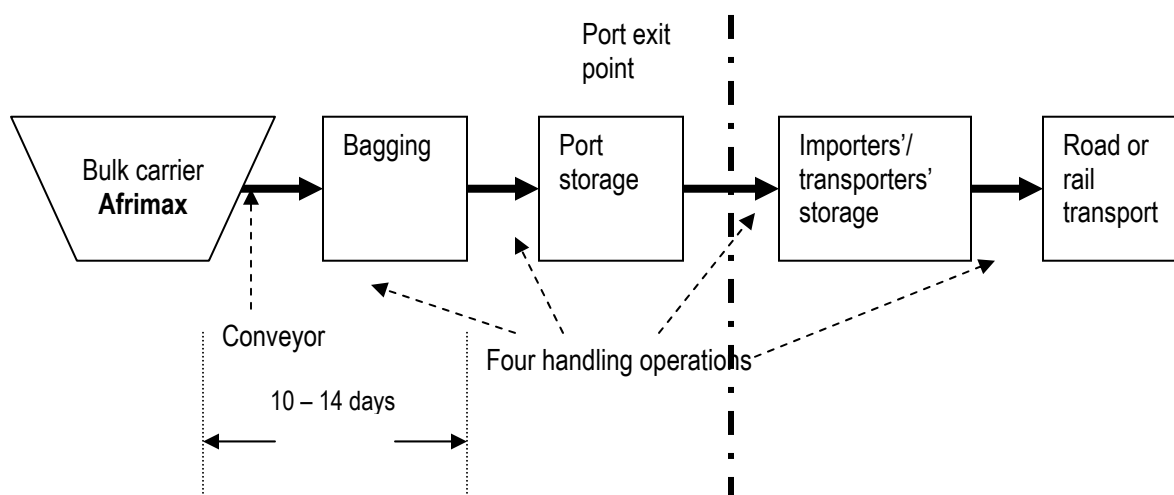 Port exit
point
Bulk carrier
Afrimax
Bagging
Port
storage
Importers'/
transporters'
storage
Road or
rail
transport
Conveyor
Four handling operations
10 – 14 days